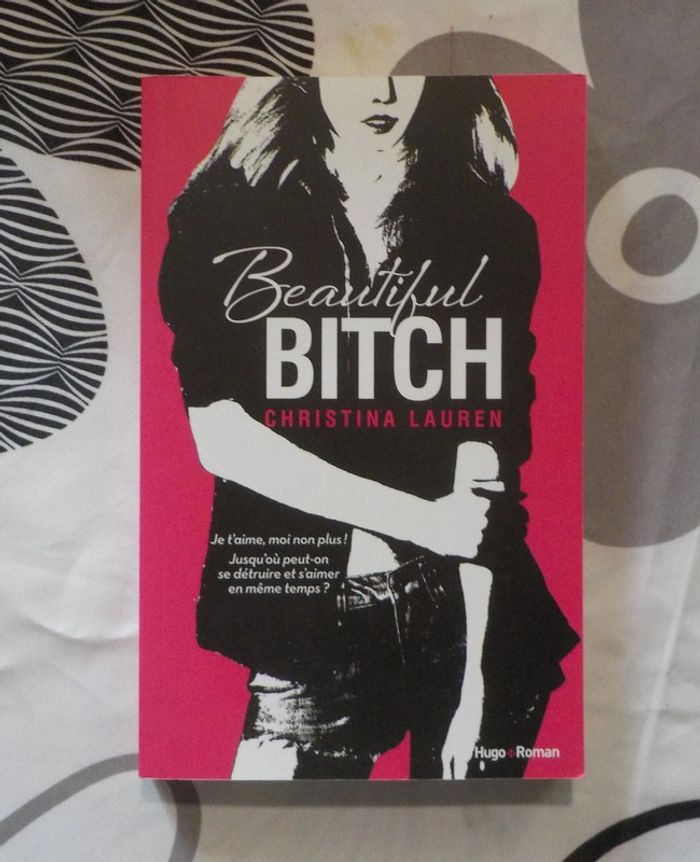 Beautiful
BITCH
CHRISTINA LAUREN
Je t'aime, moi non plus !
Jusqu'où peut-on
se détruire et s'aimer
en même temps ?
Hugo Roman